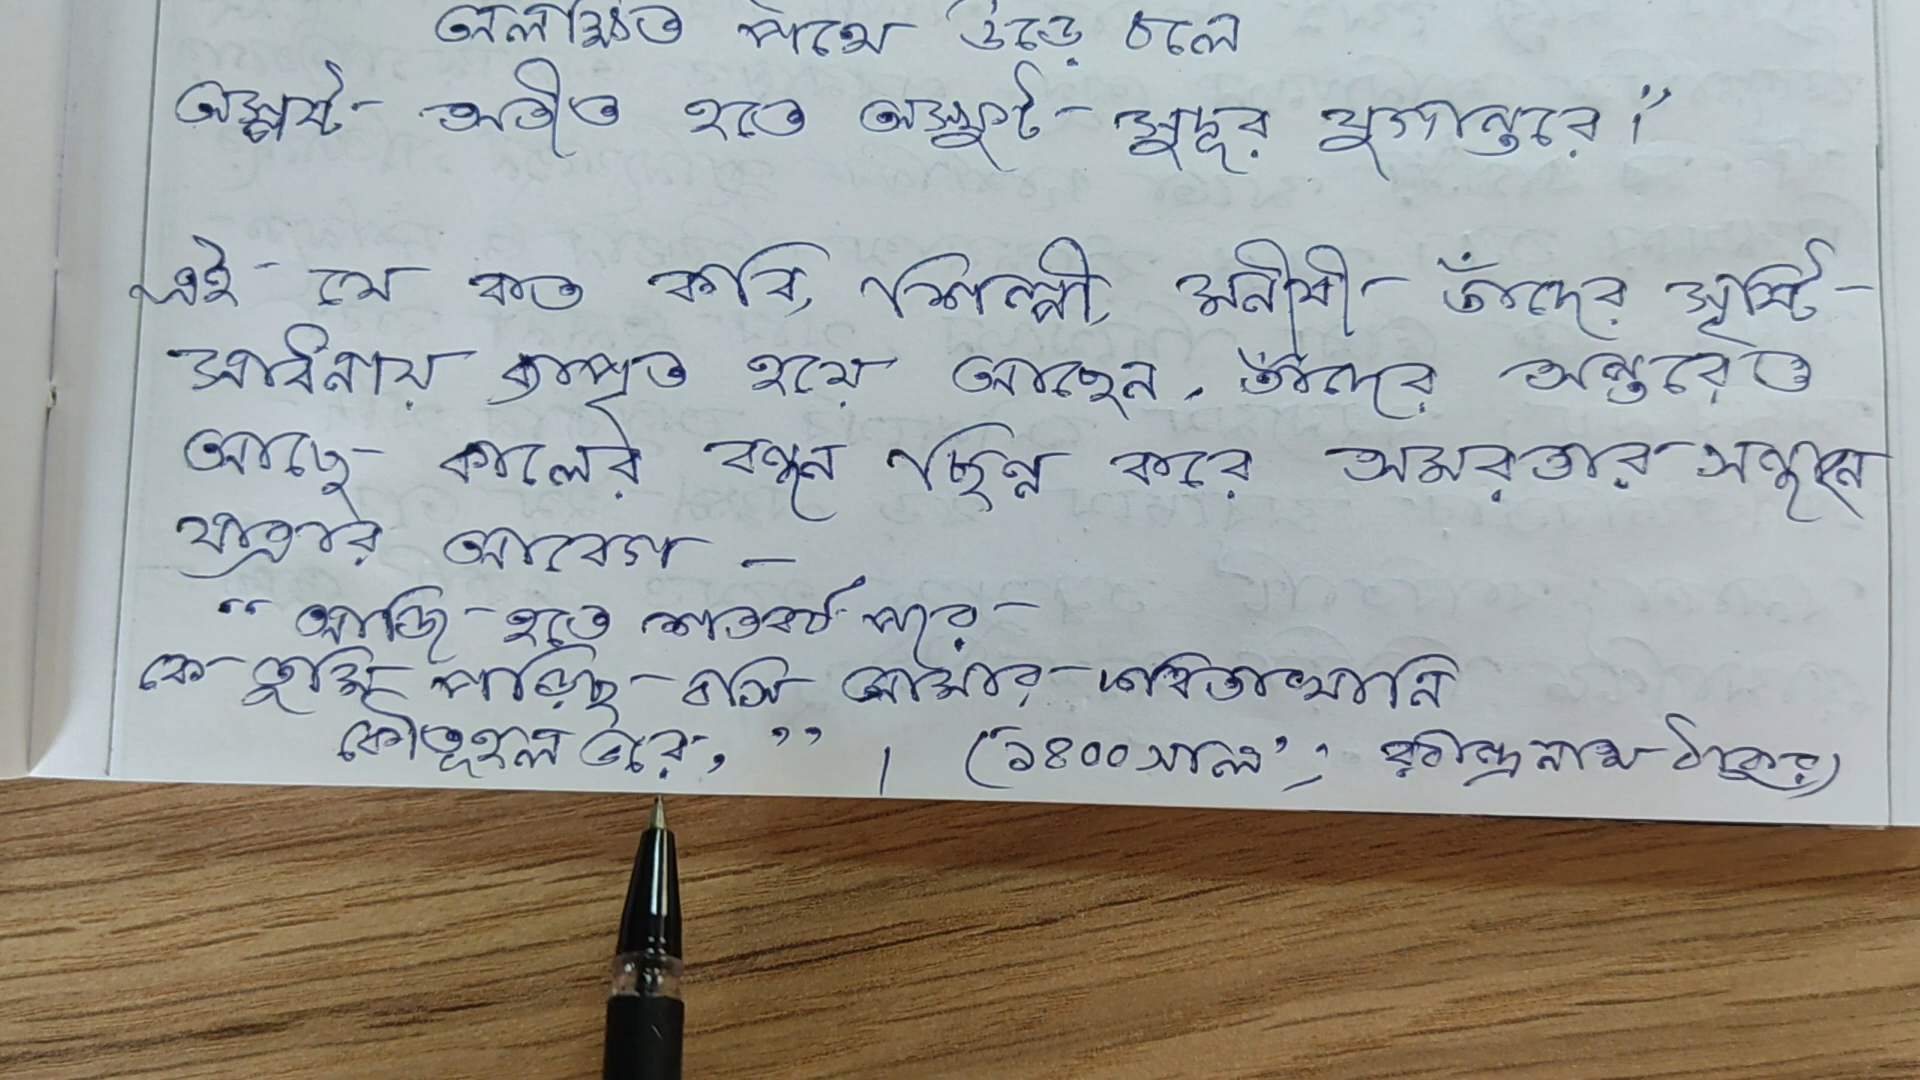 অলক্ষিত পথে উড়ে চলে
অস্পষ্ট অতীত হতে অস্ফুট সুদূর যুগান্তরে।”
এই যে কত কবি, শিল্পী, মনীষী তাঁদের সৃষ্টি-
সাধনায় জাগ্রত হয়ে আছেন, তাঁদের অন্তরেও
আছে কালের বন্ধন ছিন্ন করে অমরতার সন্ধানে
যাত্রার আবেগ —
“আজি হতে শতবর্ষ পরে
কে তুমি পড়িছ বসি আমার কবিতাখানি
কৌতূহল ভরে,” । (‘১৪০০ সাল’; রবীন্দ্রনাথ ঠাকুর)